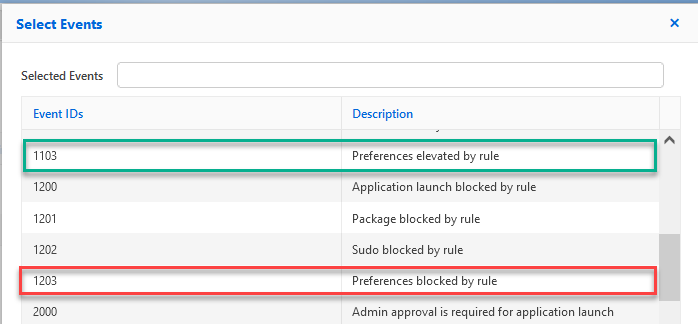 Select Events
Selected Events
Event IDs Description
1103 Preferences elevated by rule
1200 Application launch blocked by rule
1201 Package blocked by rule
1202 Sudo blocked by rule
1203 Preferences blocked by rule
2000 Admin approval is required for application launch